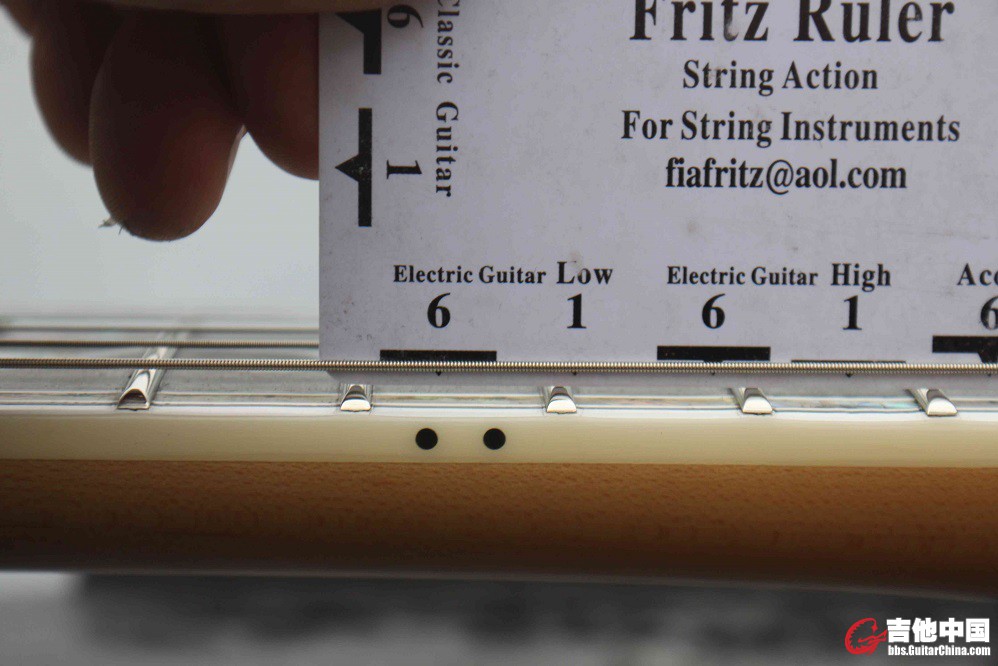 6
1
Classic Guitar
Fritz Ruler
String Action
For String Instruments
fiafritz@aol.com
Electric Guitar Low
6 1
Electric Guitar High
6 1
6
吉他中国
bbs.GuitarChina.com